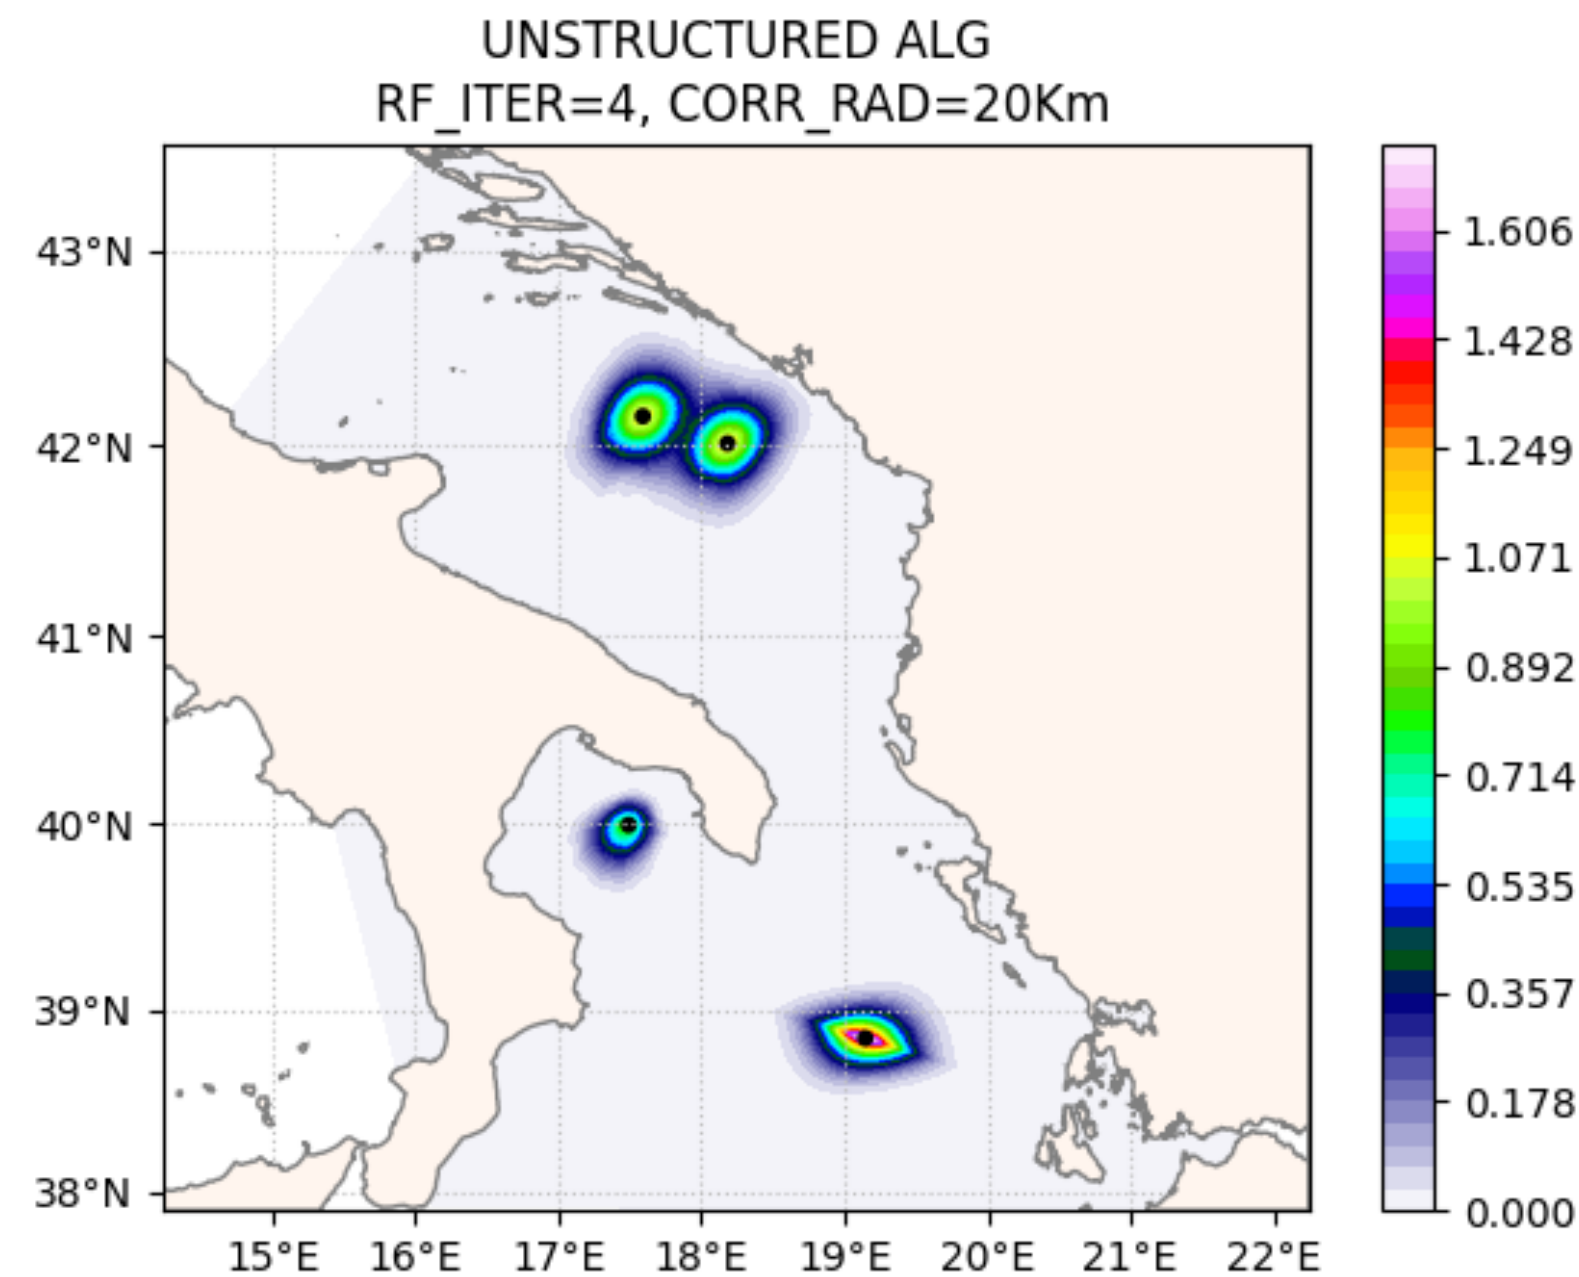 UNSTRUCTURED ALG
RF_ITER=4, CORR_RAD=20Km
43°N
42°N
41°N
40°N
39°N
38°N
15°E 16°E 17°E 18°E 19°E 20°E 21°E 22°E
1.606
1.428
1.249
1.071
0.892
0.714
0.535
0.357
0.178
0.000